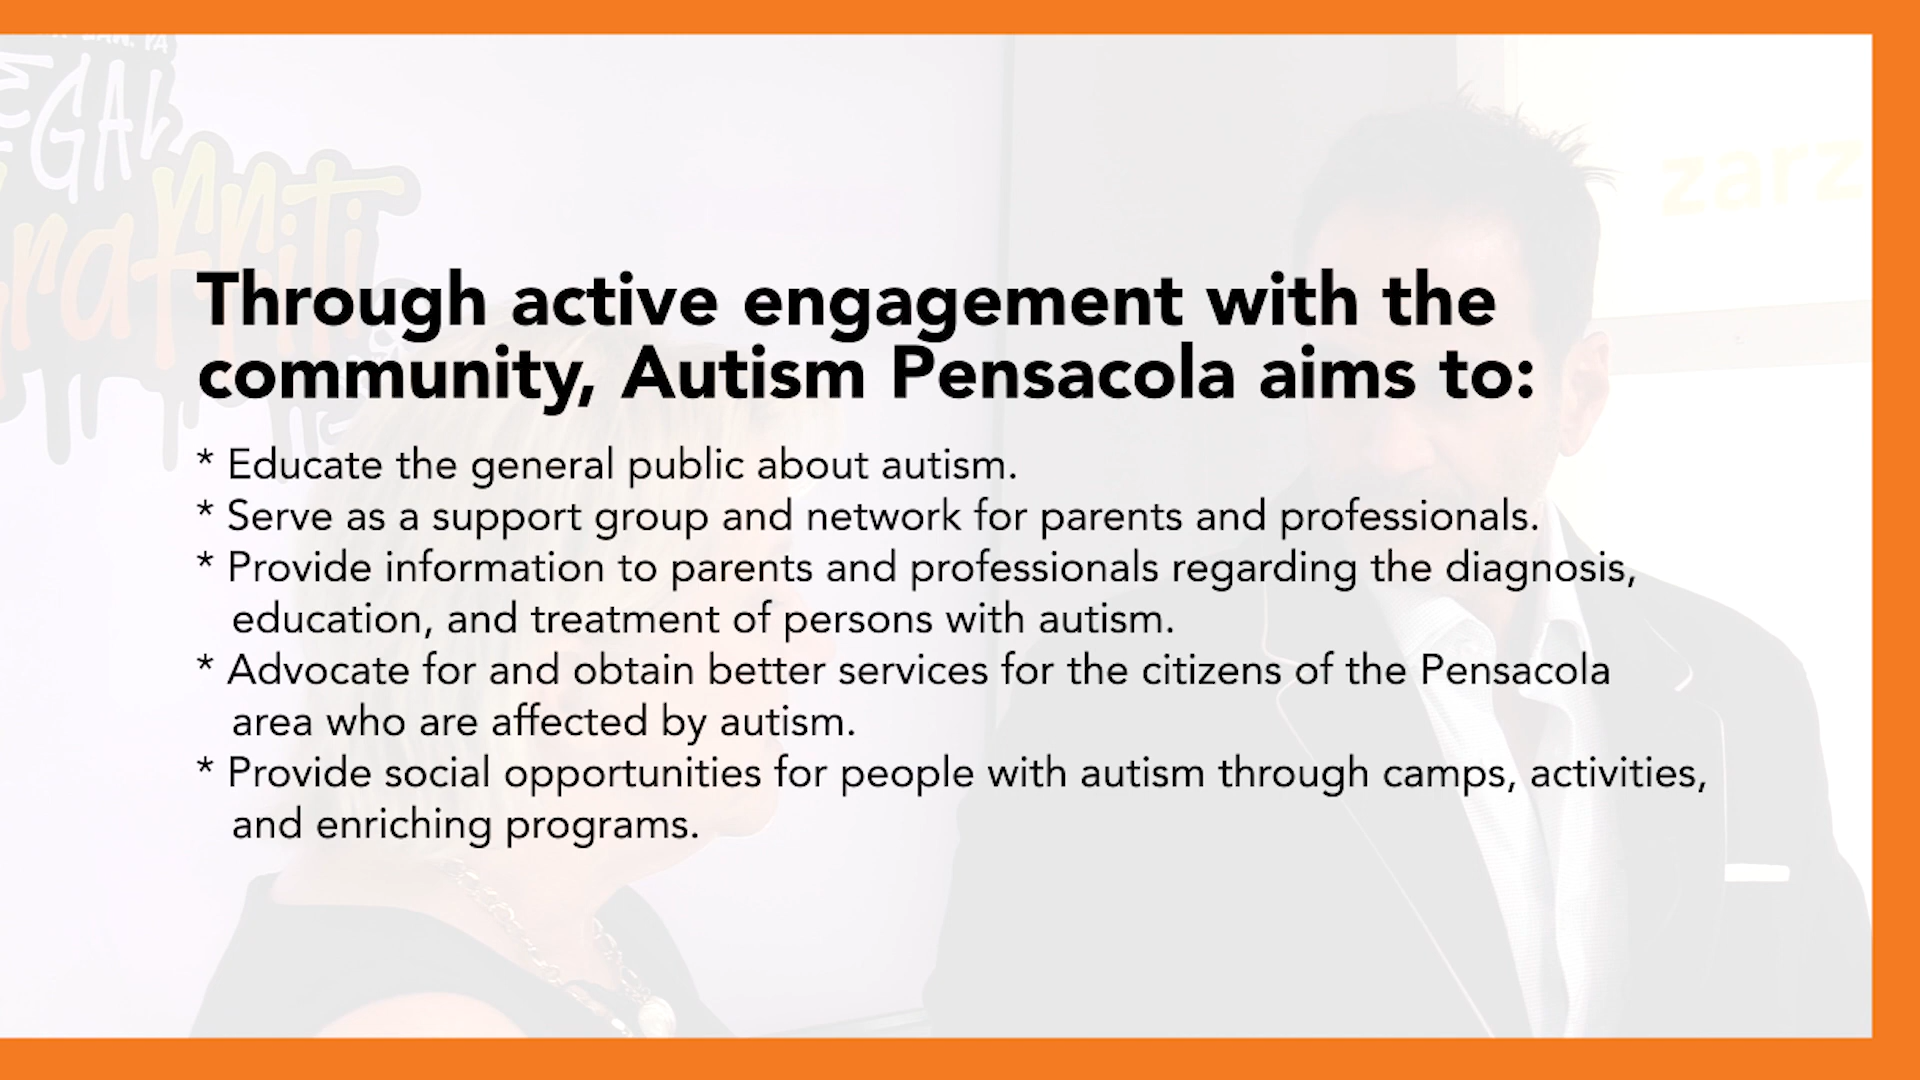 GAL
raffiti
zarz
Through active engagement with the
community, Autism Pensacola aims to:
* Educate the general public about autism.
* Serve as a support group and network for parents and professionals.
* Provide information to parents and professionals regarding the diagnosis,
education, and treatment of persons with autism.
* Advocate for and obtain better services for the citizens of the Pensacola
area who are affected by autism.
* Provide social opportunities for people with autism through camps, activities,
and enriching programs.